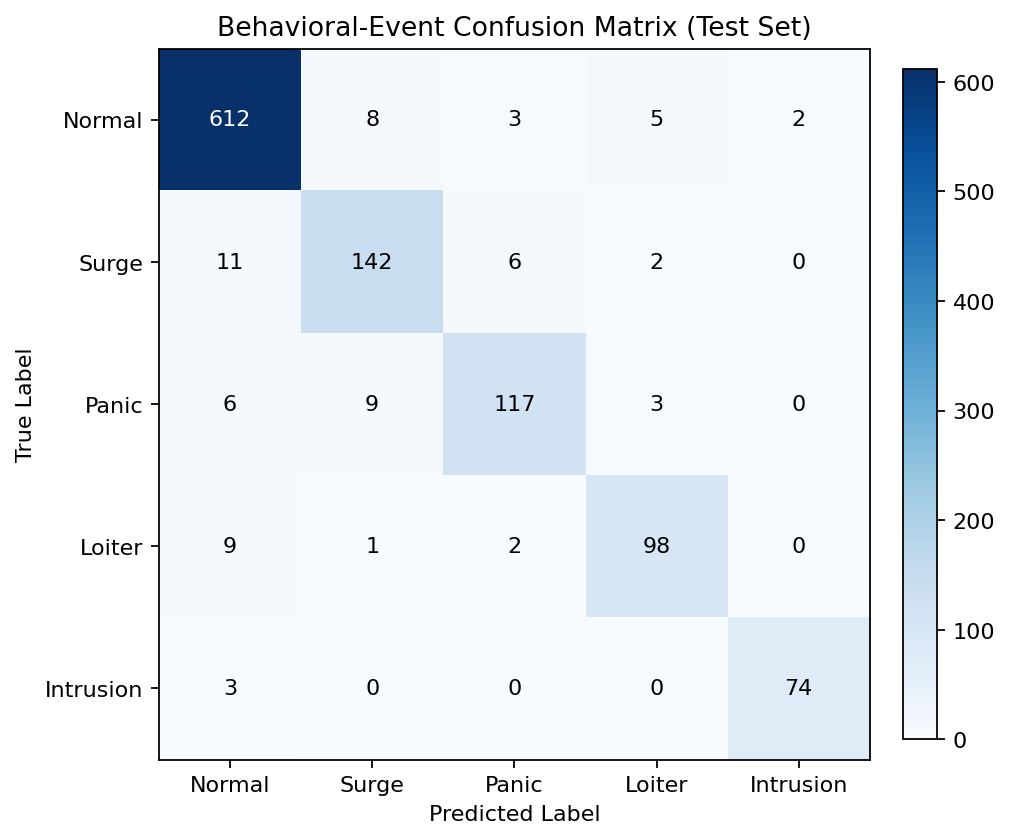 Behavioral-Event Confusion Matrix (Test Set)
Normal 612 8 3 5 2
Surge 11 142 6 2 0
Panic 6 9 117 3 0
Loiter 9 1 2 98 0
Intrusion 3 0 0 0 74
Normal Surge Panic Loiter Intrusion
Predicted Label
True Label
600
500
400
300
200
100
0